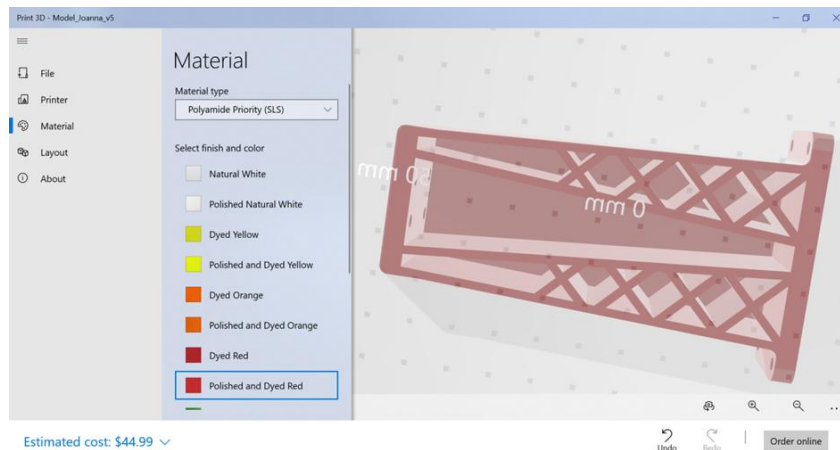 Print 3D - Model_Joanna_v5
File
Printer
Material
Layout
About
Material
Material type
Polyamide Priority (SLS)
Select finish and color
Natural White
Polished Natural White
Dyed Yellow
Polished and Dyed Yellow
Dyed Orange
Polished and Dyed Orange
Dyed Red
Polished and Dyed Red
0 mm
Estimated cost: $44.99
Undo
Redo
Order online